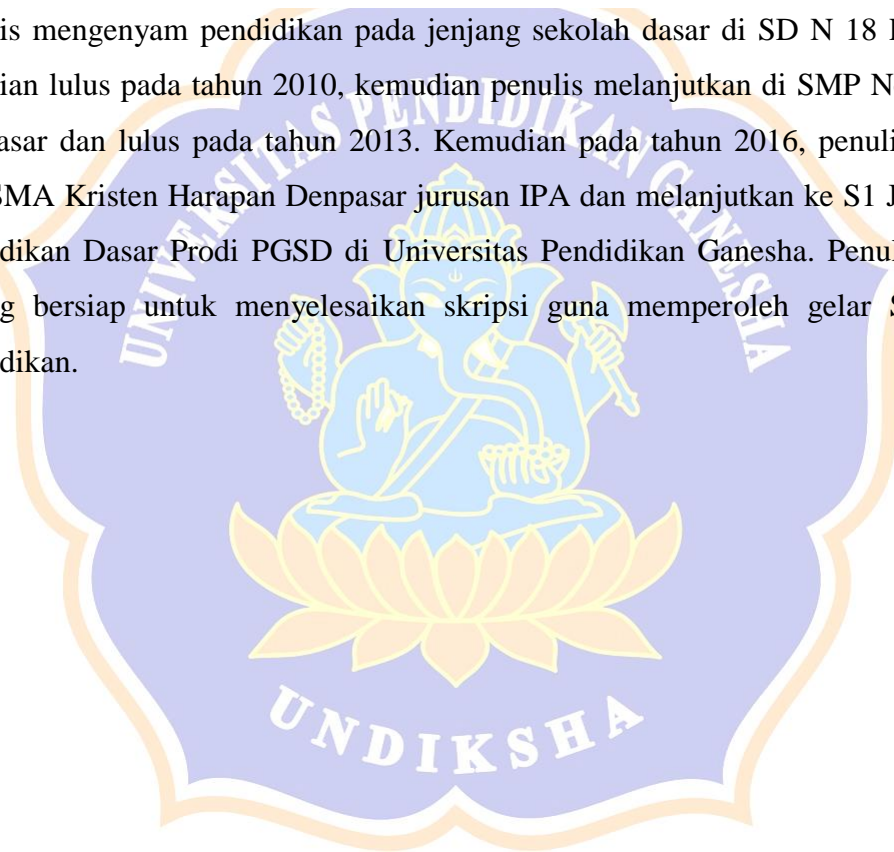 is mengenyam pendidikan pada jenjang sekolah dasar di SD N 18
ian lulus pada tahun 2010, kemudian penulis melanjutkan di SMP N
asar dan lulus pada tahun 2013. Kemudian pada tahun 2016, penuli
SMA Kristen Harapan Denpasar jurusan IPA dan melanjutkan ke S1 J
dikan Dasar Prodi PGSD di Universitas Pendidikan Ganesha. Penul
g bersiap untuk menyelesaikan skripsi guna memperoleh gelar S
dikan.
UNIVERSITAS PENDIDIKAN GANESHA
UNDIKSHA